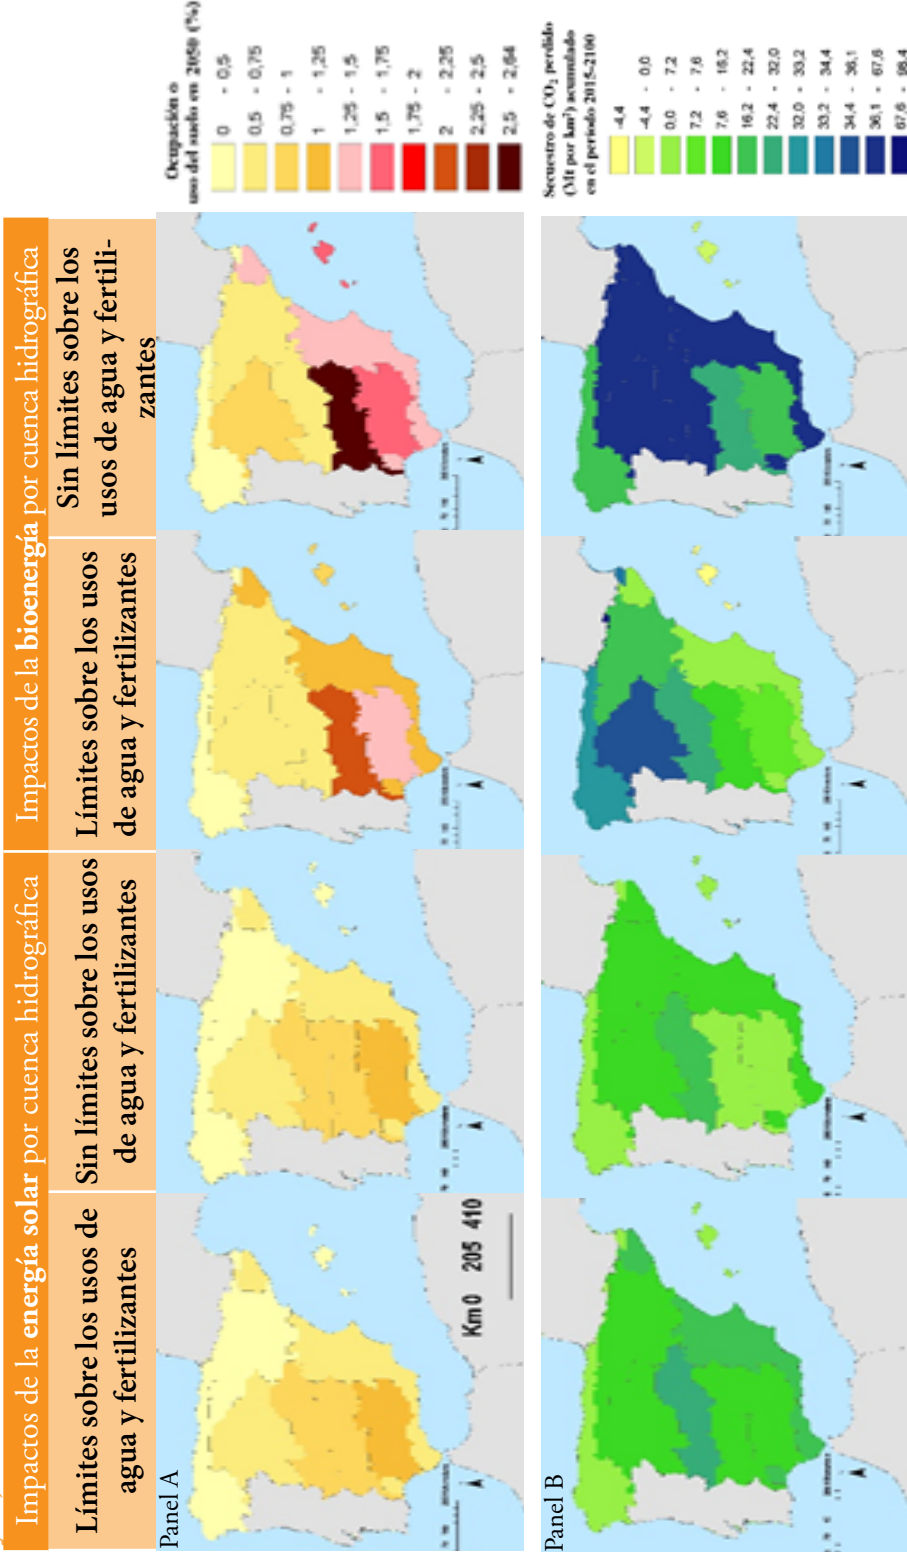 Impactos de la energía solar por cuenca hidrográfica
Impactos de la bioenergía por cuenca hidrográfica
Límites sobre los usos de
agua y fertilizantes
Sin límites sobre los usos
de agua y fertilizantes
Límites sobre los usos
de agua y fertilizantes
Sin límites sobre los
usos de agua y fertili-
zantes
Panel A
Km 0 205 410
Ocupación o
uso del suelo en 2050 (%)
0 - 0,5
0,5 - 0,75
0,75 - 1
1 - 1,25
1,25 - 1,5
1,5 - 1,75
1,75 - 2
2 - 2,25
2,25 - 2,5
2,5 - 2,64
Panel B
Secuestro de CO₂ perdido
(Mt por km²) acumulado
en el periodo 2015-2100
-4,4
-4,4 - 0,0
0,0 - 7,2
7,2 - 7,6
7,6 - 16,2
16,2 - 22,4
22,4 - 32,0
32,0 - 33,2
33,2 - 34,4
34,4 - 36,1
36,1 - 67,6
67,6 - 98,4